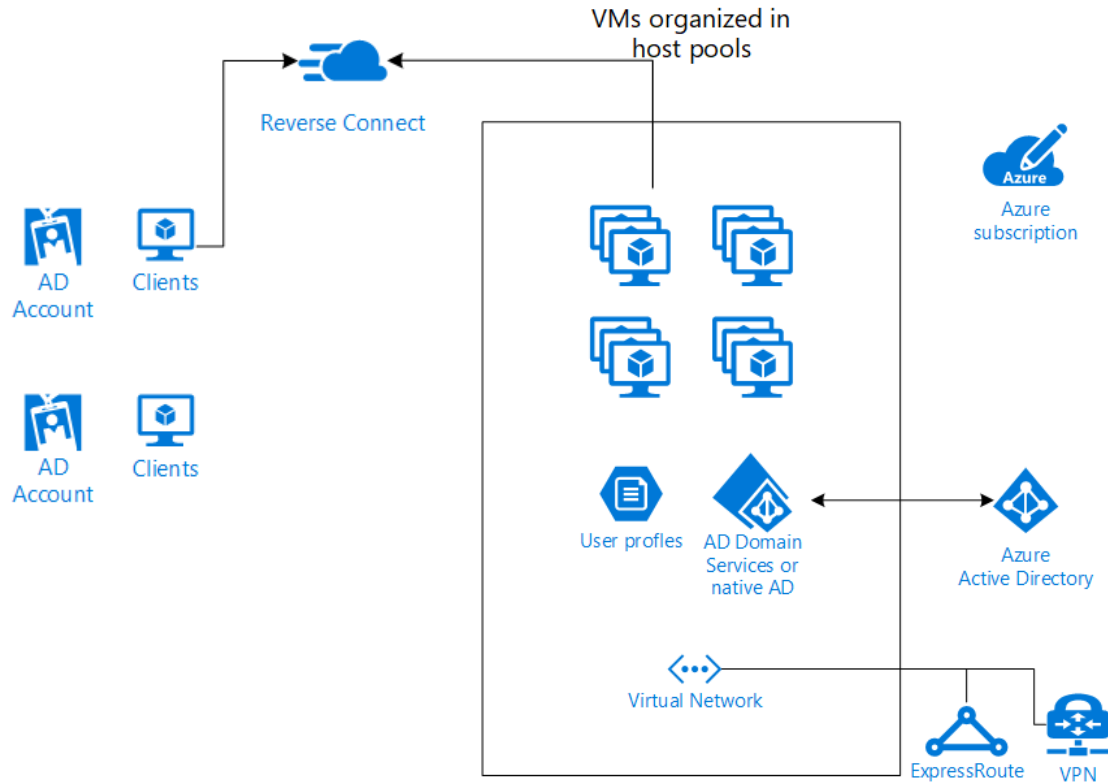 VMs organized in
host pools
Reverse Connect
Azure
Azure
subscription
AD
Account
Clients
AD
Account
Clients
User profles
AD Domain
Services or
native AD
Azure
Active Directory
Virtual Network
ExpressRoute
VPN